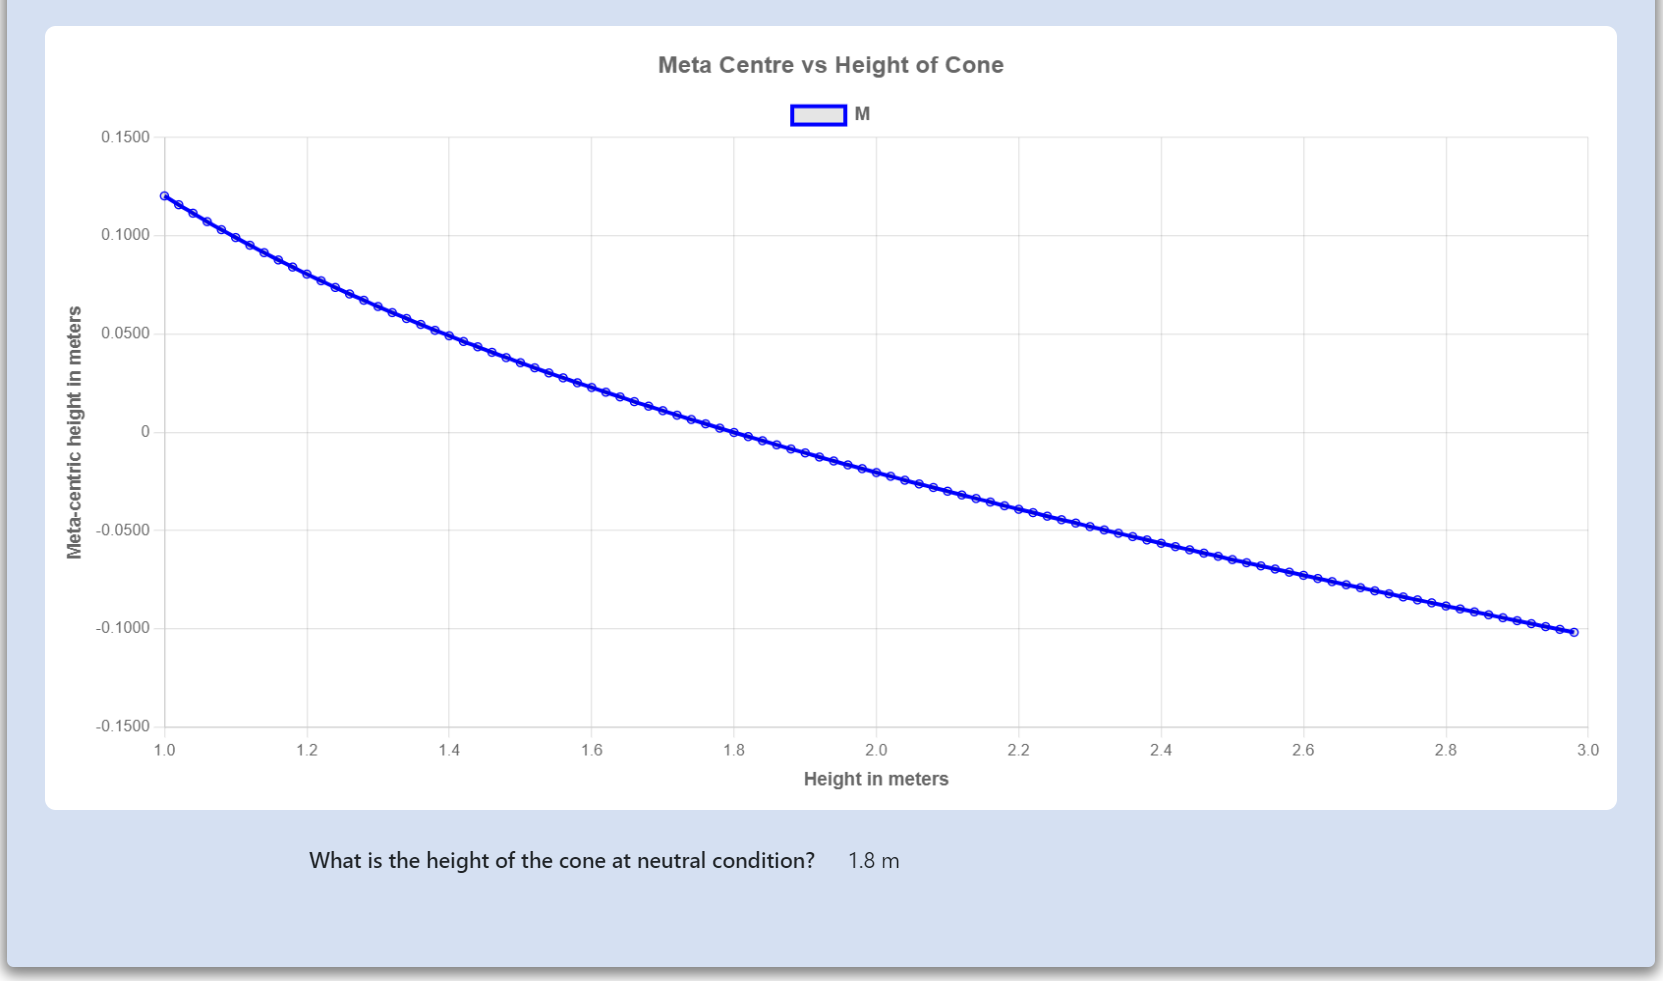 Meta Centre vs Height of Cone
M
0.1500
0.1000
0.0500
0
-0.0500
-0.1000
-0.1500
Meta-centric height in meters
1.0 1.2 1.4 1.6 1.8 2.0 2.2 2.4 2.6 2.8 3.0
Height in meters
What is the height of the cone at neutral condition? 1.8 m